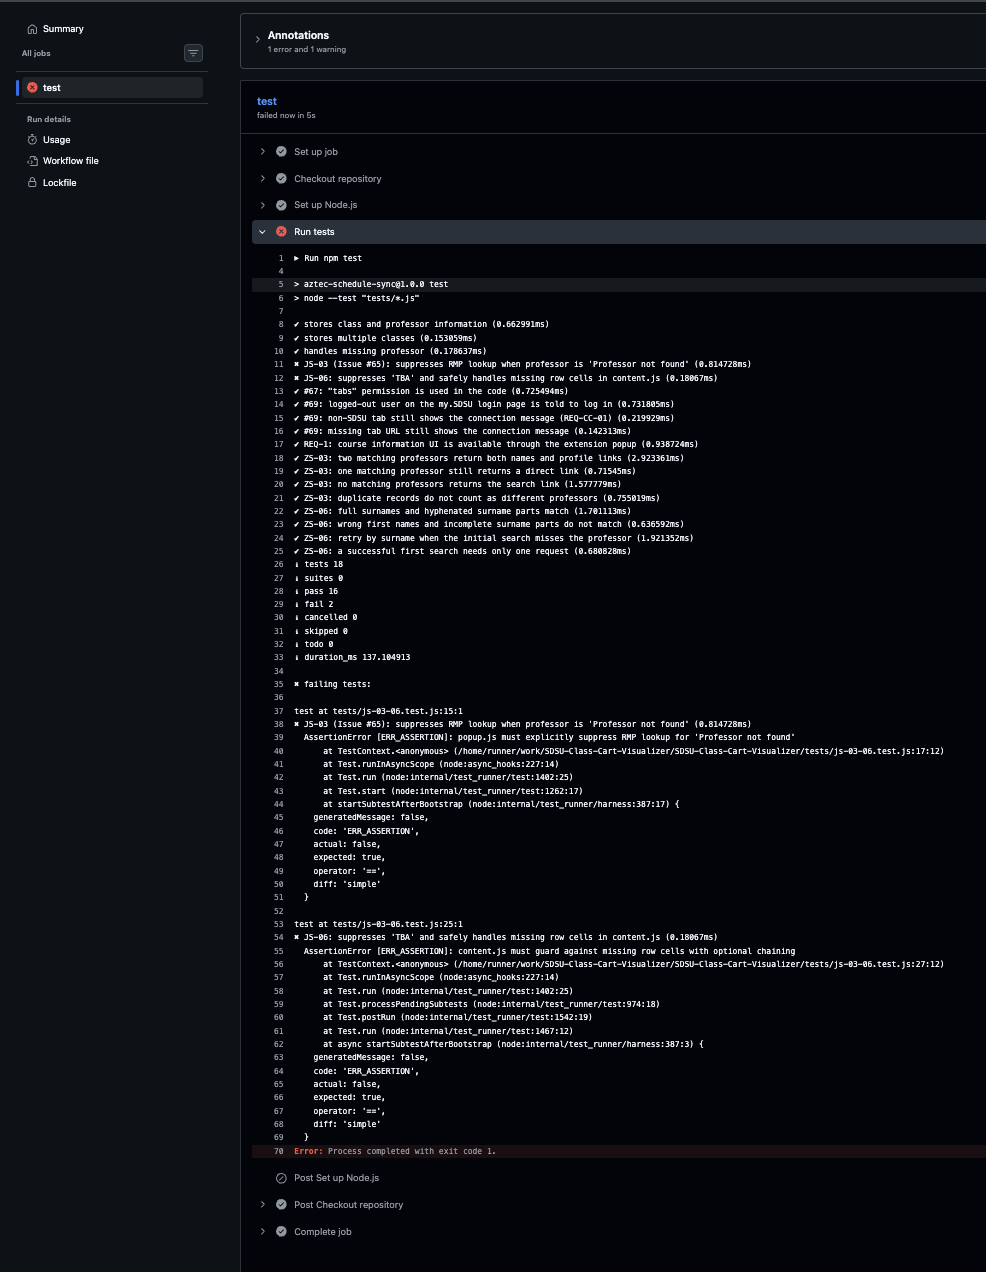 Summary
All jobs
test
Run details
Usage
Workflow file
Lockfile
Annotations
1 error and 1 warning
test
failed now in 5s
Set up job
Checkout repository
Set up Node.js
Run tests
1 ▶ Run npm test
4
5 > aztec-schedule-sync@1.0.0 test
6 > node --test "tests/*.js"
7
8 ✔ stores class and professor information (0.662991ms)
9 ✔ stores multiple classes (0.153059ms)
10 ✔ handles missing professor (0.178637ms)
11 ✖ JS-03 (Issue #65): suppresses RMP lookup when professor is 'Professor not found' (0.814728ms)
12 ✖ JS-06: suppresses 'TBA' and safely handles missing row cells in content.js (0.18067ms)
13 ✔ #67: "tabs" permission is used in the code (0.725494ms)
14 ✔ #69: logged-out user on the my.SDSU login page is told to log in (0.731805ms)
15 ✔ #69: non-SDSU tab still shows the connection message (REQ-CC-01) (0.219929ms)
16 ✔ #69: missing tab URL still shows the connection message (0.142313ms)
17 ✔ REQ-1: course information UI is available through the extension popup (0.938724ms)
18 ✔ ZS-03: two matching professors return both names and profile links (2.923361ms)
19 ✔ ZS-03: one matching professor still returns a direct link (0.71545ms)
20 ✔ ZS-03: no matching professors returns the search link (1.577779ms)
21 ✔ ZS-03: duplicate records do not count as different professors (0.755019ms)
22 ✔ ZS-06: full surnames and hyphenated surname parts match (1.701113ms)
23 ✔ ZS-06: wrong first names and incomplete surname parts do not match (0.636592ms)
24 ✔ ZS-06: retry by surname when the initial search misses the professor (1.921352ms)
25 ✔ ZS-06: a successful first search needs only one request (0.680828ms)
26 ℹ tests 18
27 ℹ suites 0
28 ℹ pass 16
29 ℹ fail 2
30 ℹ cancelled 0
31 ℹ skipped 0
32 ℹ todo 0
33 ℹ duration_ms 137.104913
34
35 ✖ failing tests:
36
37 test at tests/js-03-06.test.js:15:1
38 ✖ JS-03 (Issue #65): suppresses RMP lookup when professor is 'Professor not found' (0.814728ms)
39 AssertionError [ERR_ASSERTION]: popup.js must explicitly suppress RMP lookup for 'Professor not found'
40 at TestContext.<anonymous> (/home/runner/work/SDSU-Class-Cart-Visualizer/SDSU-Class-Cart-Visualizer/tests/js-03-06.test.js:17:12)
41 at Test.runInAsyncScope (node:async_hooks:227:14)
42 at Test.run (node:internal/test_runner/test:1402:25)
43 at Test.start (node:internal/test_runner/test:1262:17)
44 at startSubtestAfterBootstrap (node:internal/test_runner/harness:387:17) {
45 generatedMessage: false,
46 code: 'ERR_ASSERTION',
47 actual: false,
48 expected: true,
49 operator: '==',
50 diff: 'simple'
51 }
52
53 test at tests/js-03-06.test.js:25:1
54 ✖ JS-06: suppresses 'TBA' and safely handles missing row cells in content.js (0.18067ms)
55 AssertionError [ERR_ASSERTION]: content.js must guard against missing row cells with optional chaining
56 at TestContext.<anonymous> (/home/runner/work/SDSU-Class-Cart-Visualizer/SDSU-Class-Cart-Visualizer/tests/js-03-06.test.js:27:12)
57 at Test.runInAsyncScope (node:async_hooks:227:14)
58 at Test.run (node:internal/test_runner/test:1402:25)
59 at Test.processPendingSubtests (node:internal/test_runner/test:974:18)
60 at Test.postRun (node:internal/test_runner/test:1542:19)
61 at Test.run (node:internal/test_runner/test:1467:12)
62 at async startSubtestAfterBootstrap (node:internal/test_runner/harness:387:3) {
63 generatedMessage: false,
64 code: 'ERR_ASSERTION',
65 actual: false,
66 expected: true,
67 operator: '==',
68 diff: 'simple'
69 }
70 Error: Process completed with exit code 1.
Post Set up Node.js
Post Checkout repository
Complete job